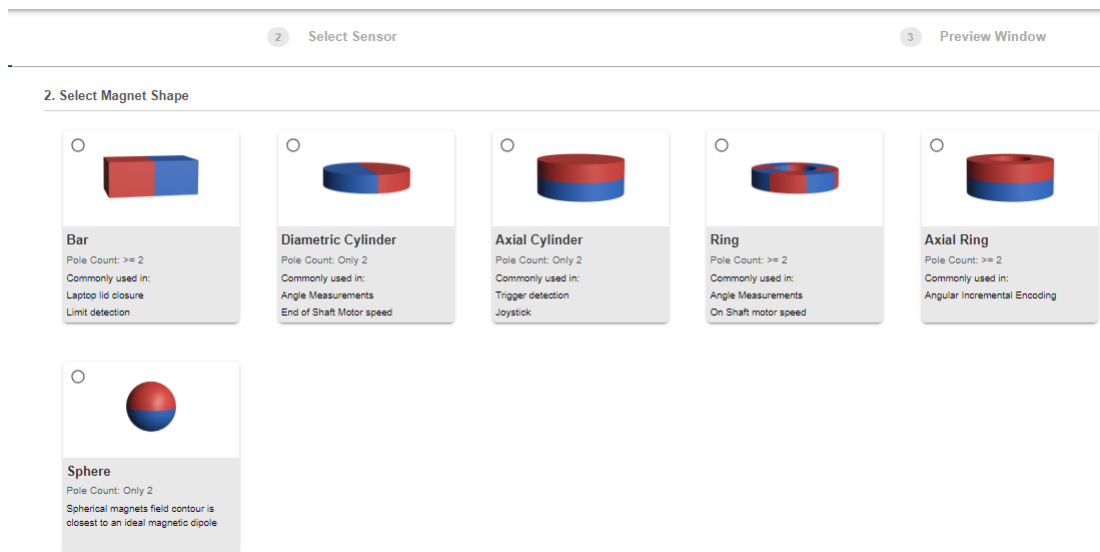 2 Select Sensor
3 Preview Window
2. Select Magnet Shape
Bar
Pole Count: >= 2
Commonly used in:
Laptop lid closure
Limit detection
Diametric Cylinder
Pole Count: Only 2
Commonly used in:
Angle Measurements
End of Shaft Motor speed
Axial Cylinder
Pole Count: Only 2
Commonly used in:
Trigger detection
Joystick
Ring
Pole Count: >= 2
Commonly used in:
Angle Measurements
On Shaft motor speed
Axial Ring
Pole Count: >= 2
Commonly used in:
Angular Incremental Encoding
Sphere
Pole Count: Only 2
Spherical magnets field contour is
closest to an ideal magnetic dipole